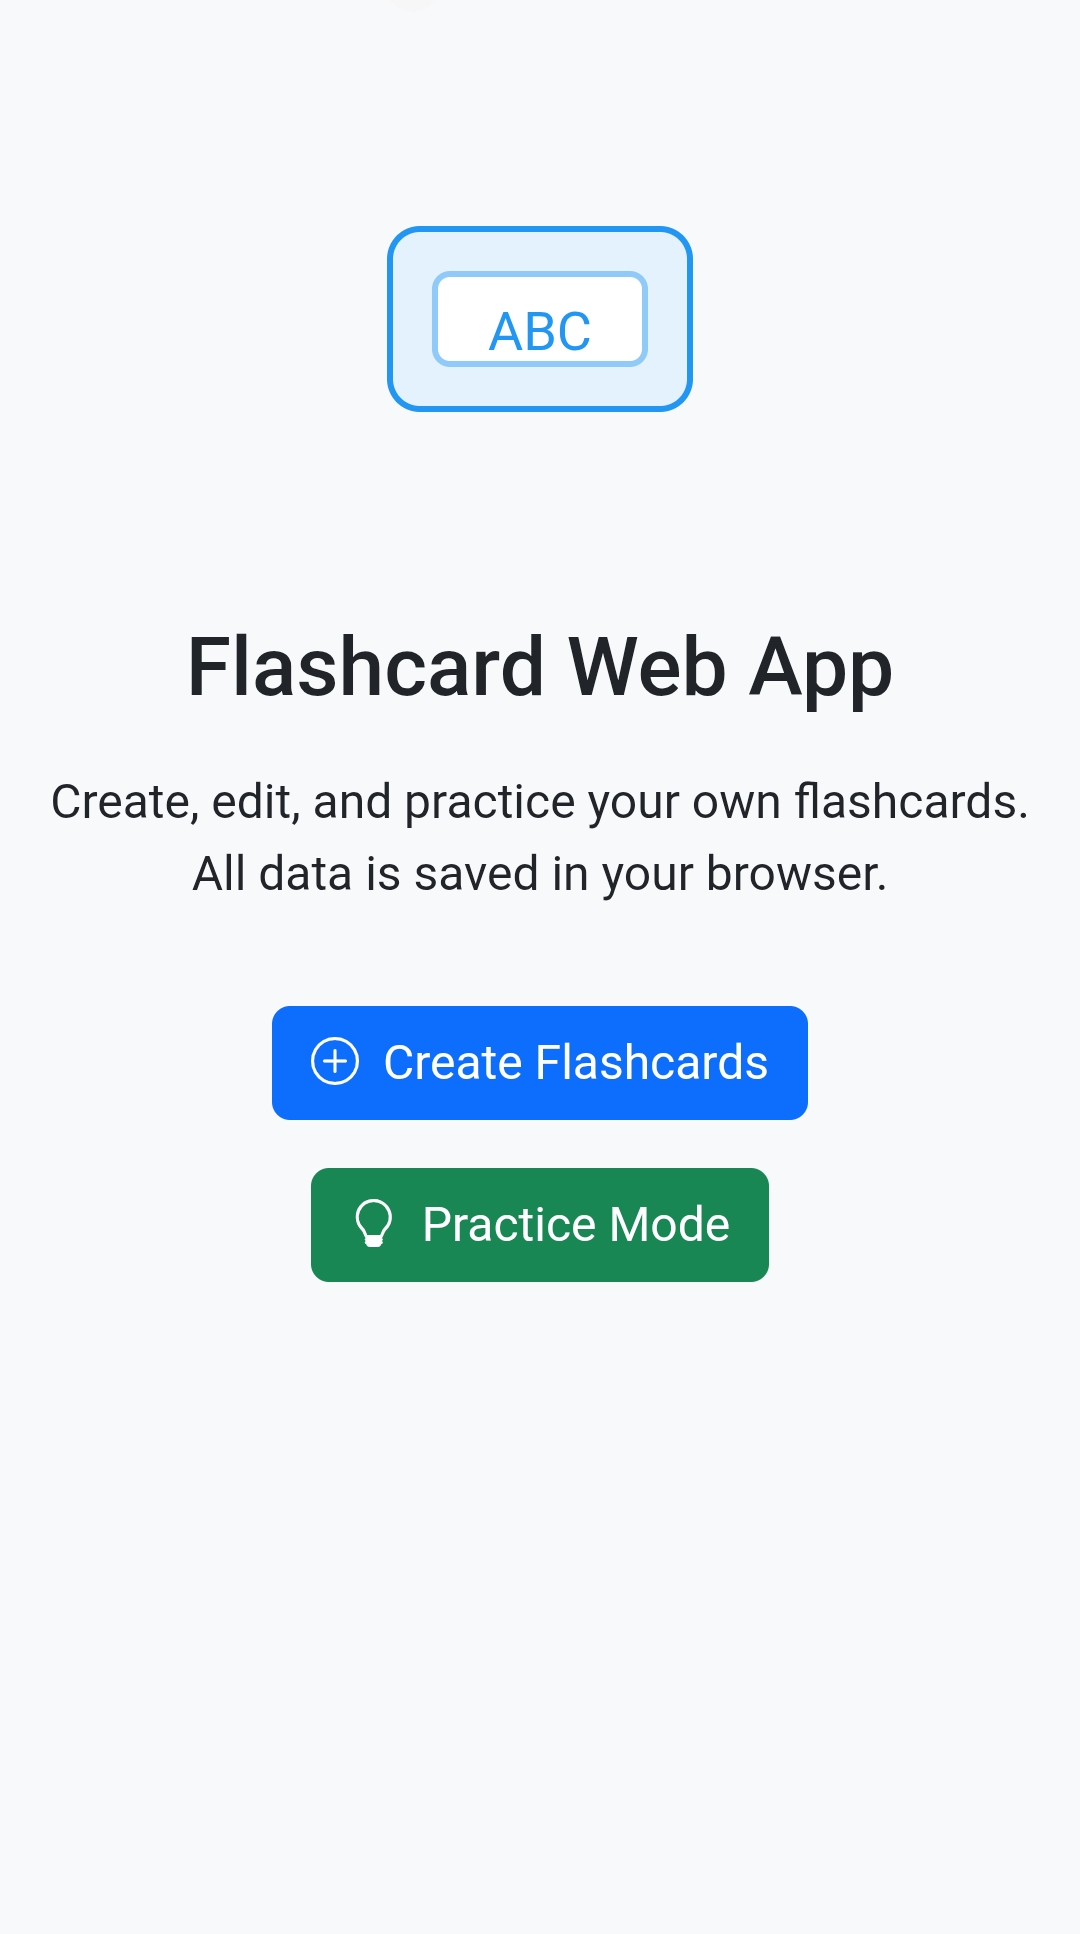 ABC
Flashcard Web App
Create, edit, and practice your own flashcards.
All data is saved in your browser.
Create Flashcards
Practice Mode